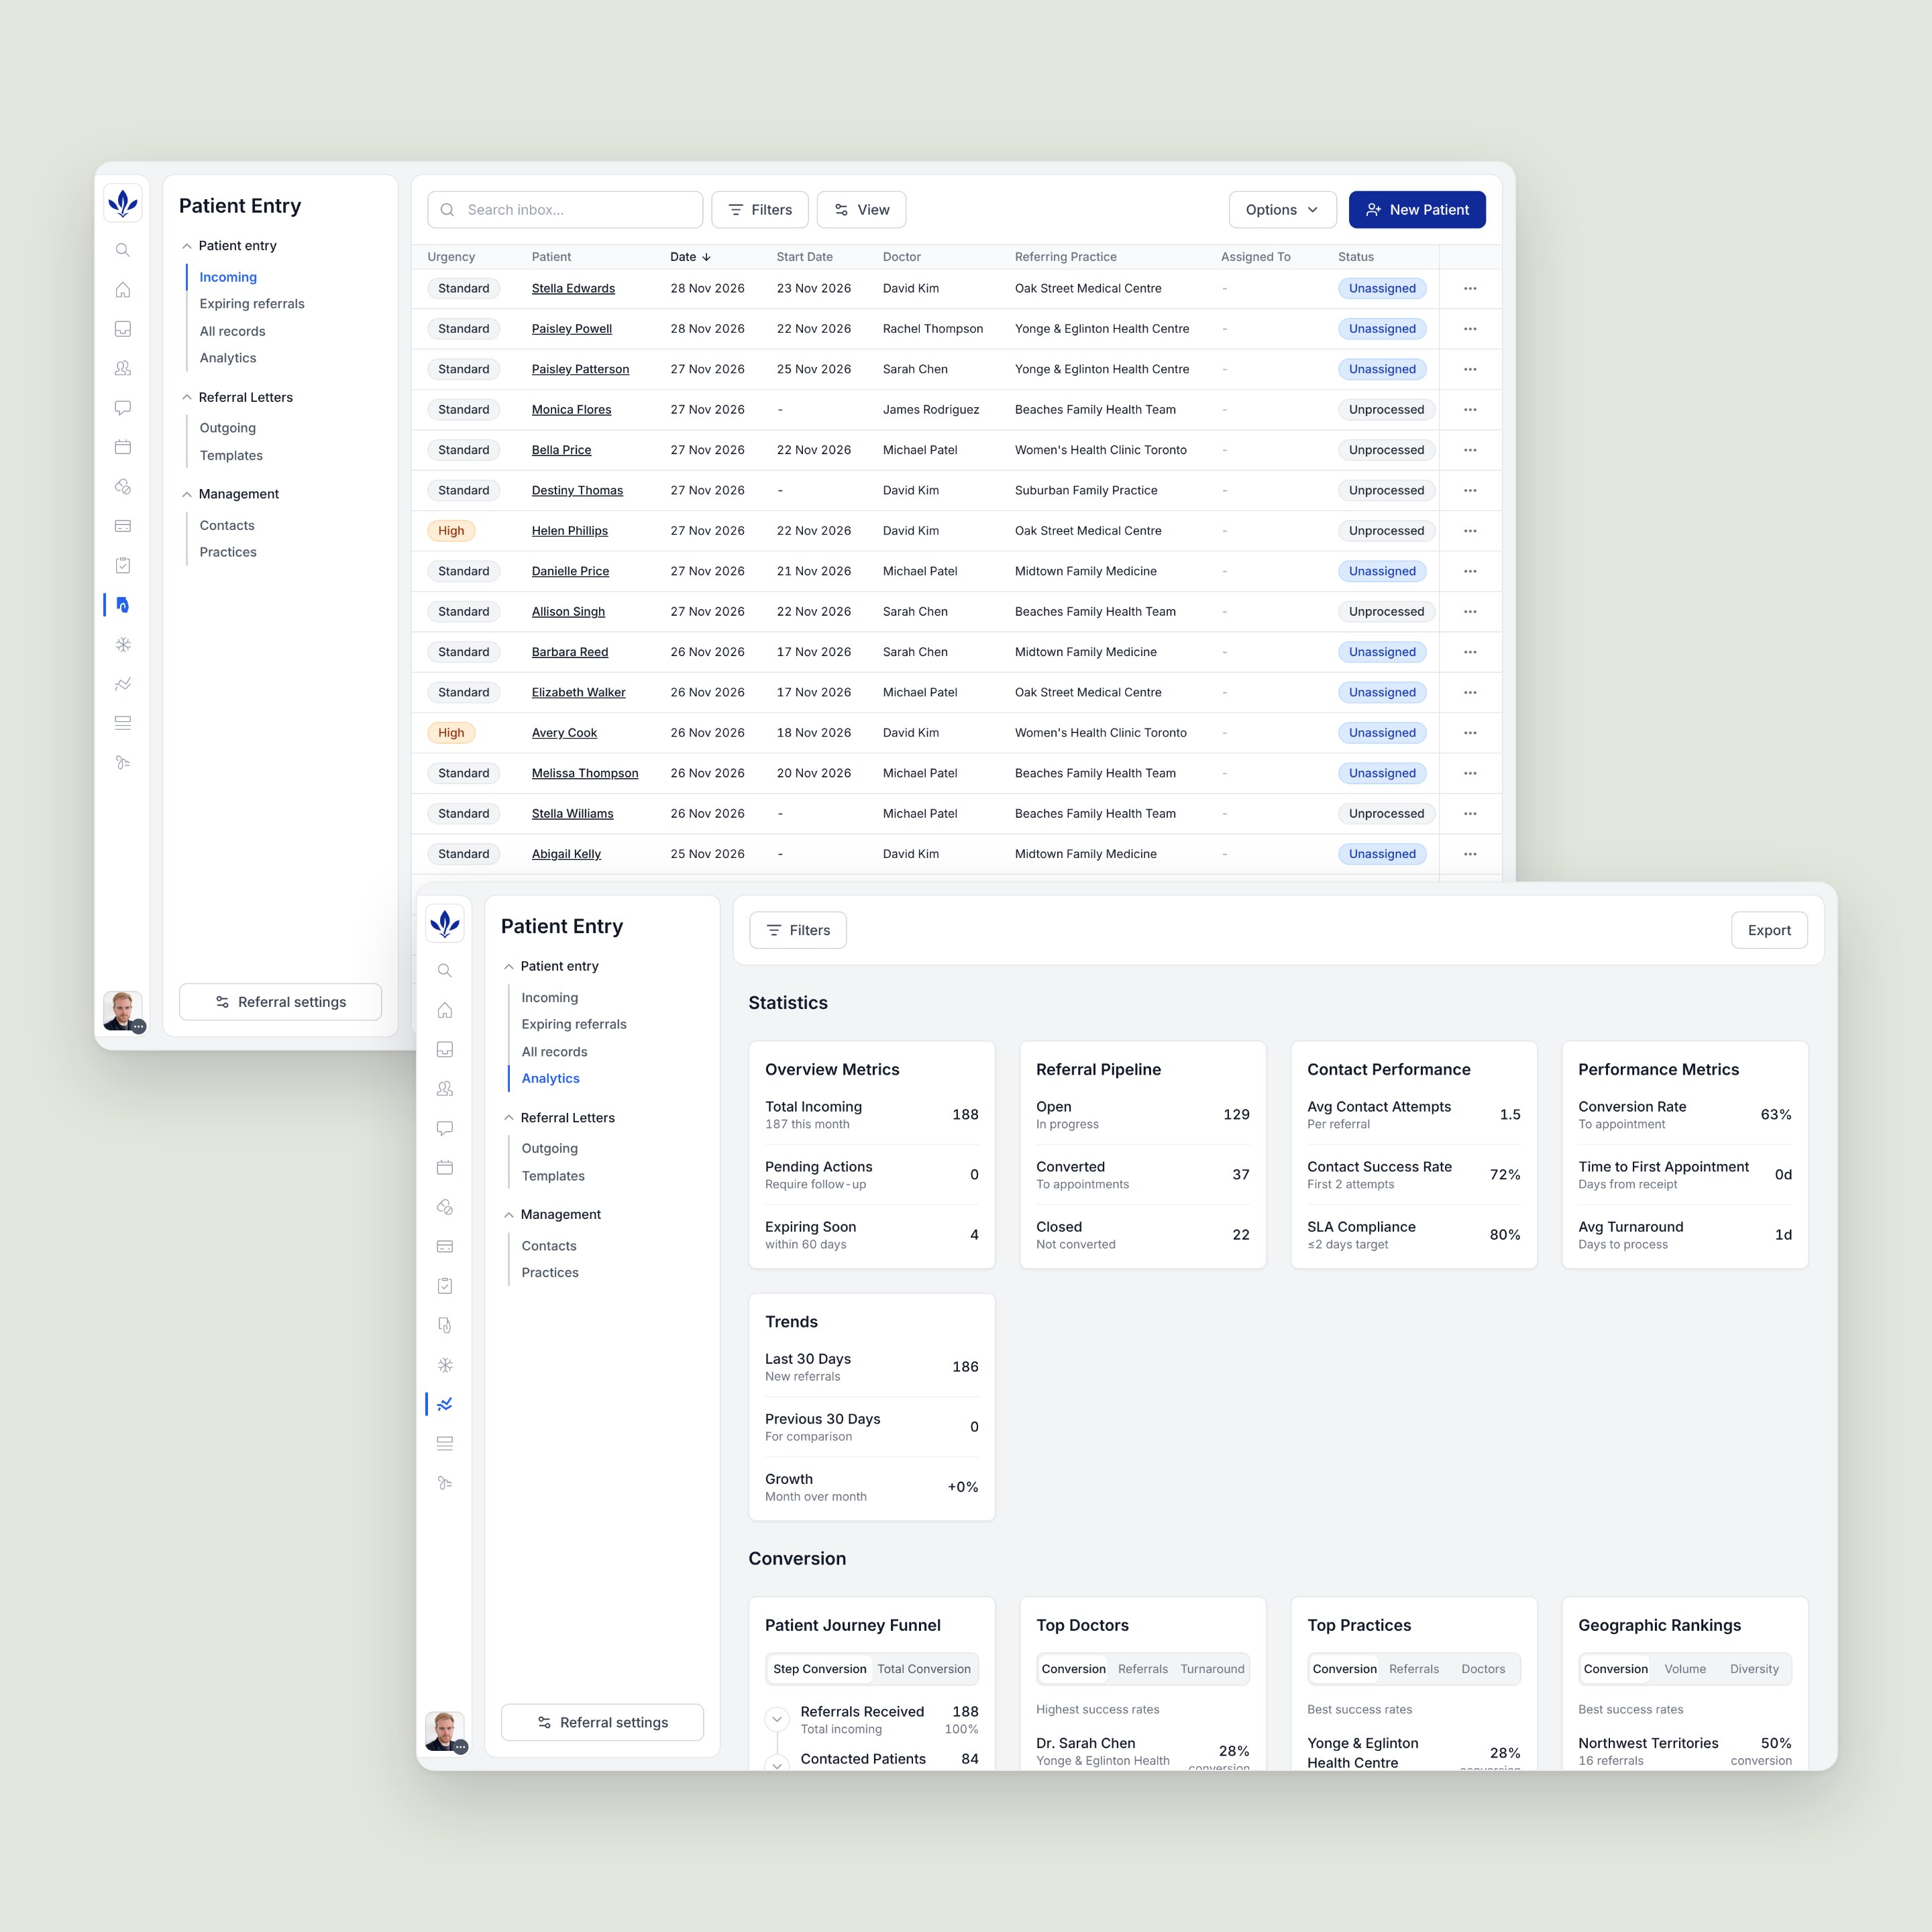 Patient Entry
Patient entry
Incoming
Expiring referrals
All records
Analytics
Referral Letters
Outgoing
Templates
Management
Contacts
Practices
Referral settings
Search inbox... Filters View Options New Patient
Urgency Patient Date Start Date Doctor Referring Practice Assigned To Status
Standard Stella Edwards 28 Nov 2026 23 Nov 2026 David Kim Oak Street Medical Centre - Unassigned
Standard Paisley Powell 28 Nov 2026 22 Nov 2026 Rachel Thompson Yonge & Eglinton Health Centre - Unassigned
Standard Paisley Patterson 27 Nov 2026 25 Nov 2026 Sarah Chen Yonge & Eglinton Health Centre - Unassigned
Standard Monica Flores 27 Nov 2026 - James Rodriguez Beaches Family Health Team - Unprocessed
Standard Bella Price 27 Nov 2026 22 Nov 2026 Michael Patel Women's Health Clinic Toronto - Unprocessed
Standard Destiny Thomas 27 Nov 2026 - David Kim Suburban Family Practice - Unprocessed
High Helen Phillips 27 Nov 2026 22 Nov 2026 David Kim Oak Street Medical Centre - Unprocessed
Standard Danielle Price 27 Nov 2026 21 Nov 2026 Michael Patel Midtown Family Medicine - Unassigned
Standard Allison Singh 27 Nov 2026 22 Nov 2026 Sarah Chen Beaches Family Health Team - Unprocessed
Standard Barbara Reed 26 Nov 2026 17 Nov 2026 Sarah Chen Midtown Family Medicine - Unassigned
Standard Elizabeth Walker 26 Nov 2026 17 Nov 2026 Michael Patel Oak Street Medical Centre - Unassigned
High Avery Cook 26 Nov 2026 18 Nov 2026 David Kim Women's Health Clinic Toronto - Unassigned
Standard Melissa Thompson 26 Nov 2026 20 Nov 2026 Michael Patel Beaches Family Health Team - Unassigned
Standard Stella Williams 26 Nov 2026 - Michael Patel Beaches Family Health Team - Unprocessed
Standard Abigail Kelly 25 Nov 2026 - David Kim Midtown Family Medicine - Unassigned
Patient Entry
Patient entry
Incoming
Expiring referrals
All records
Analytics
Referral Letters
Outgoing
Templates
Management
Contacts
Practices
Referral settings
Filters Export
Statistics
Overview Metrics
Total Incoming 188
187 this month
Pending Actions 0
Require follow-up
Expiring Soon 4
within 60 days
Referral Pipeline
Open 129
In progress
Converted 37
To appointments
Closed 22
Not converted
Contact Performance
Avg Contact Attempts 1.5
Per referral
Contact Success Rate 72%
First 2 attempts
SLA Compliance 80%
≤2 days target
Performance Metrics
Conversion Rate 63%
To appointment
Time to First Appointment 0d
Days from receipt
Avg Turnaround 1d
Days to process
Trends
Last 30 Days 186
New referrals
Previous 30 Days 0
For comparison
Growth +0%
Month over month
Conversion
Patient Journey Funnel
Step Conversion Total Conversion
Referrals Received 188
Total incoming 100%
Contacted Patients 84
Top Doctors
Conversion Referrals Turnaround
Highest success rates
Dr. Sarah Chen 28%
Yonge & Eglinton Health conversion
Top Practices
Conversion Referrals Doctors
Best success rates
Yonge & Eglinton
Health Centre 28%
conversion
Geographic Rankings
Conversion Volume Diversity
Best success rates
Northwest Territories 50%
16 referrals conversion